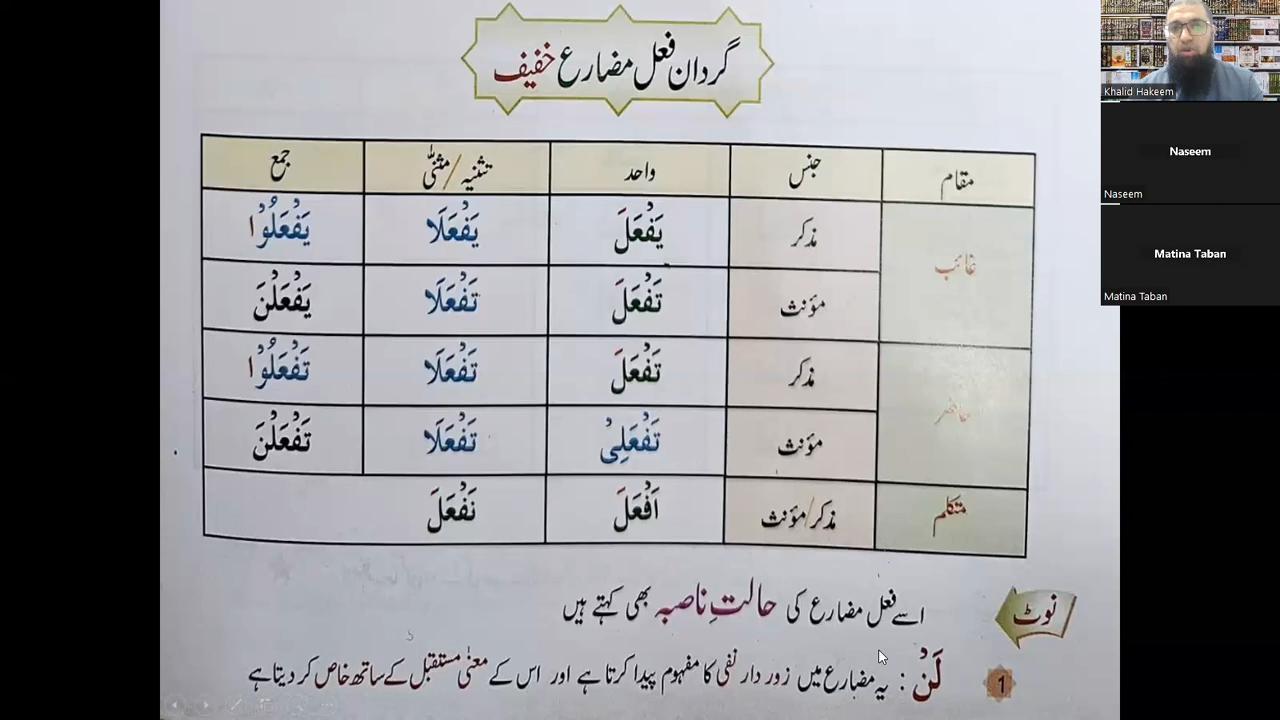 گردان فعل مضارع خفیف
مقام جنس واحد تثنیہ/مثنّٰی جمع
غائب مذکر یَفْعَلَ یَفْعَلَا یَفْعَلُوْا
مؤنث تَفْعَلَ تَفْعَلَا یَفْعَلْنَ
حاضر مذکر تَفْعَلَ تَفْعَلَا تَفْعَلُوْا
مؤنث تَفْعَلِیْ تَفْعَلَا تَفْعَلْنَ
متکلم مذکر/مؤنث اَفْعَلَ نَفْعَلَ
نوٹ اسے فعل مضارع کی حالتِ ناصبہ بھی کہتے ہیں
1 لَنْ : یہ مضارع میں زور دار نفی کا مفہوم پیدا کرتا ہے اور اس کے معنٰی مستقبل کے ساتھ خاص کر دیتا ہے
Khalid Hakeem
Naseem
Naseem
Matina Taban
Matina Taban